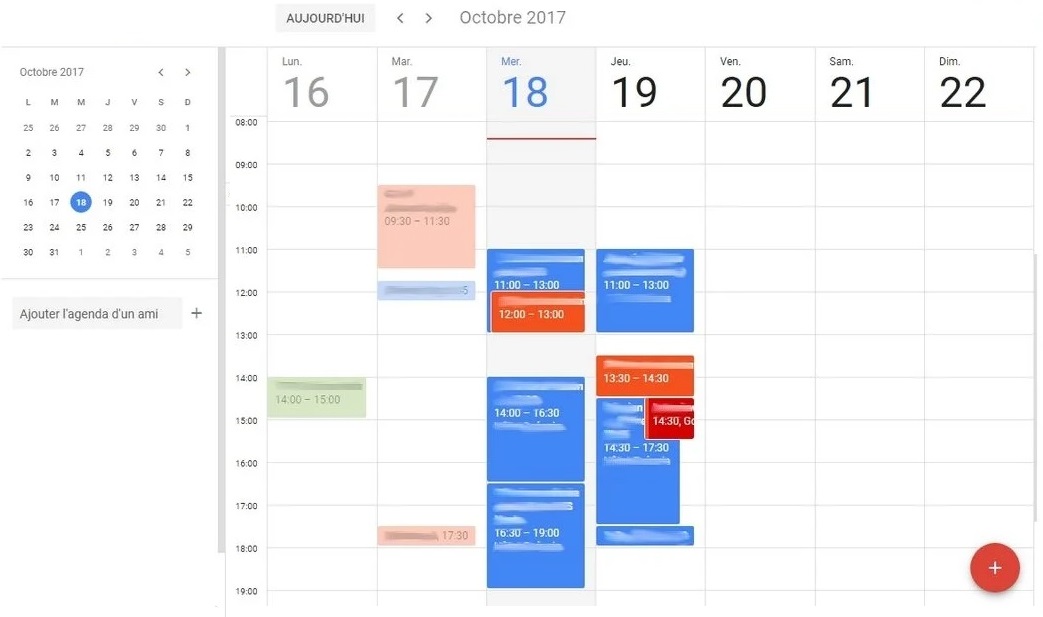 AUJOURD'HUI < > Octobre 2017
Octobre 2017 < >
L M M J V S D
25 26 27 28 29 30 1
2 3 4 5 6 7 8
9 10 11 12 13 14 15
16 17 18 19 20 21 22
23 24 25 26 27 28 29
30 31 1 2 3 4 5
Ajouter l'agenda d'un ami +
Lun. Mar. Mer. Jeu. Ven. Sam. Dim.
16 17 18 19 20 21 22
08:00
09:00
10:00
09:30 – 11:30
11:00
11:00 – 13:00 11:00 – 13:00
12:00
12:00 – 13:00
13:00
13:30 – 14:30
14:00
14:00 – 15:00 14:00 – 16:30
14:30,
15:00
14:30 – 17:30
16:00
17:00
16:30 – 19:00
17:30
18:00
19:00
+